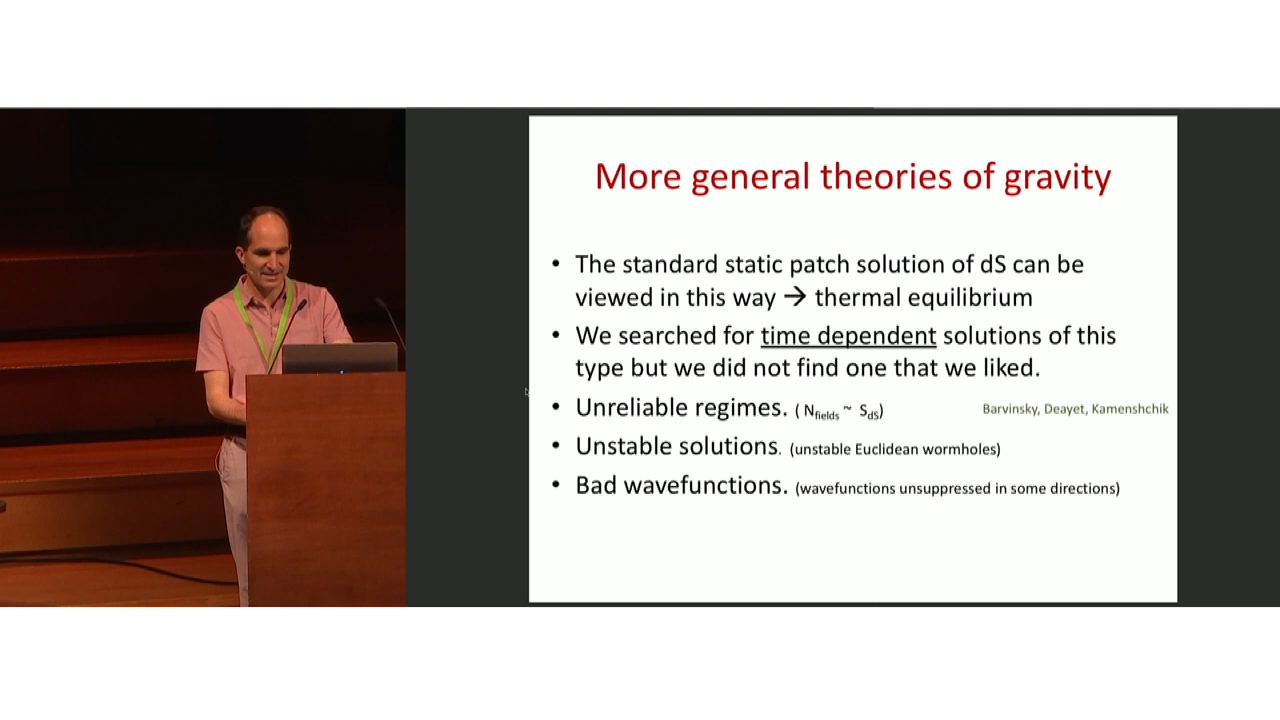 More general theories of gravity
• The standard static patch solution of dS can be
viewed in this way → thermal equilibrium
• We searched for time dependent solutions of this
type but we did not find one that we liked.
• Unreliable regimes. ( Nfields ~ SdS) Barvinsky, Deayet, Kamenshchik
• Unstable solutions. (unstable Euclidean wormholes)
• Bad wavefunctions. (wavefunctions unsuppressed in some directions)